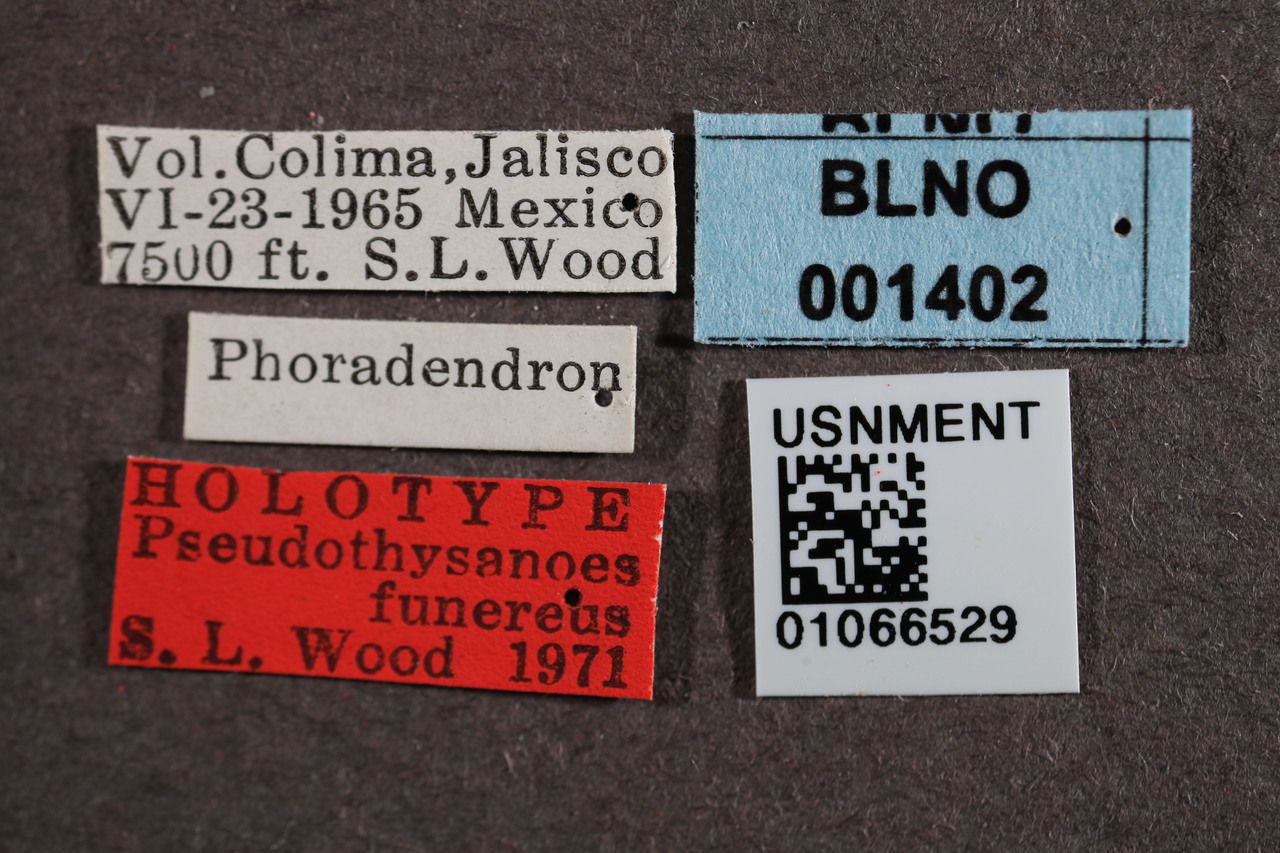 Vol.Colima,Jalisco
VI-23-1965 Mexico
7500 ft. S.L.Wood
Phoradendron
HOLOTYPE
Pseudothysanoes
funereus
S. L. Wood 1971
BLNO
001402
USNMENT
01066529